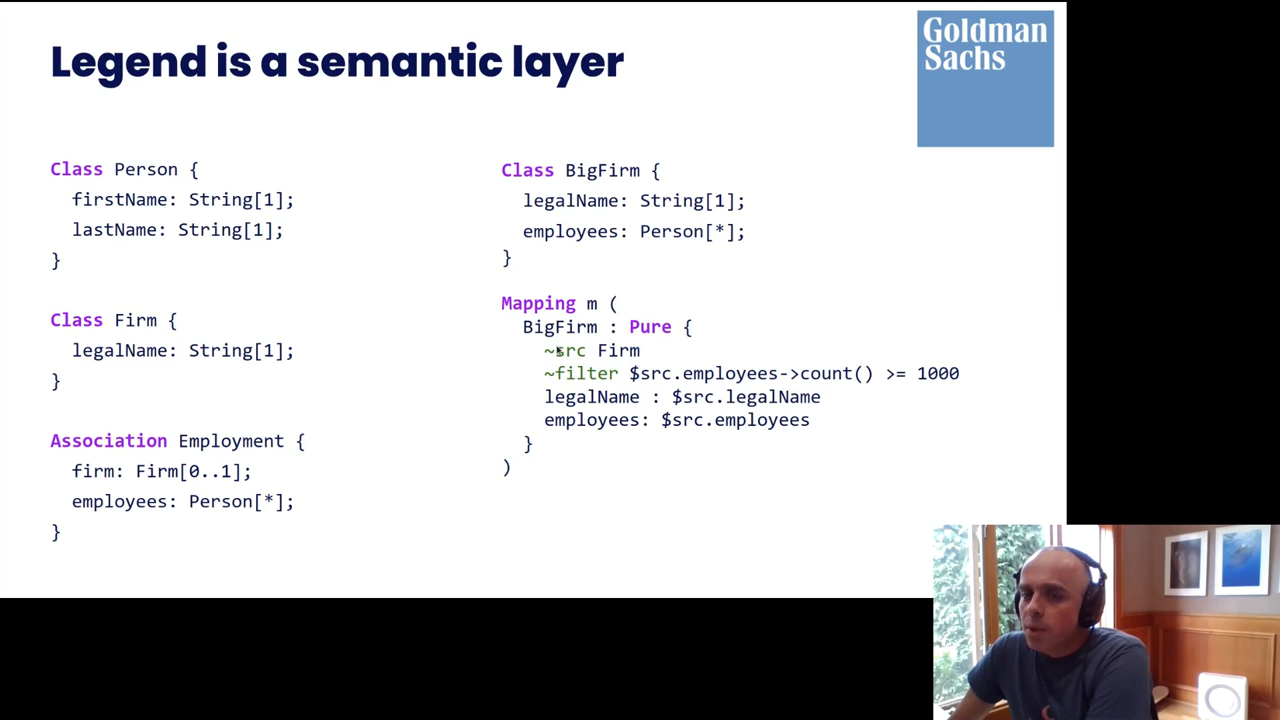 Legend is a semantic layer
Goldman
Sachs
Class Person {
firstName: String[1];
lastName: String[1];
}
Class Firm {
legalName: String[1];
}
Association Employment {
firm: Firm[0..1];
employees: Person[*];
}
Class BigFirm {
legalName: String[1];
employees: Person[*];
}
Mapping m (
BigFirm : Pure {
~src Firm
~filter $src.employees->count() >= 1000
legalName : $src.legalName
employees: $src.employees
}
)